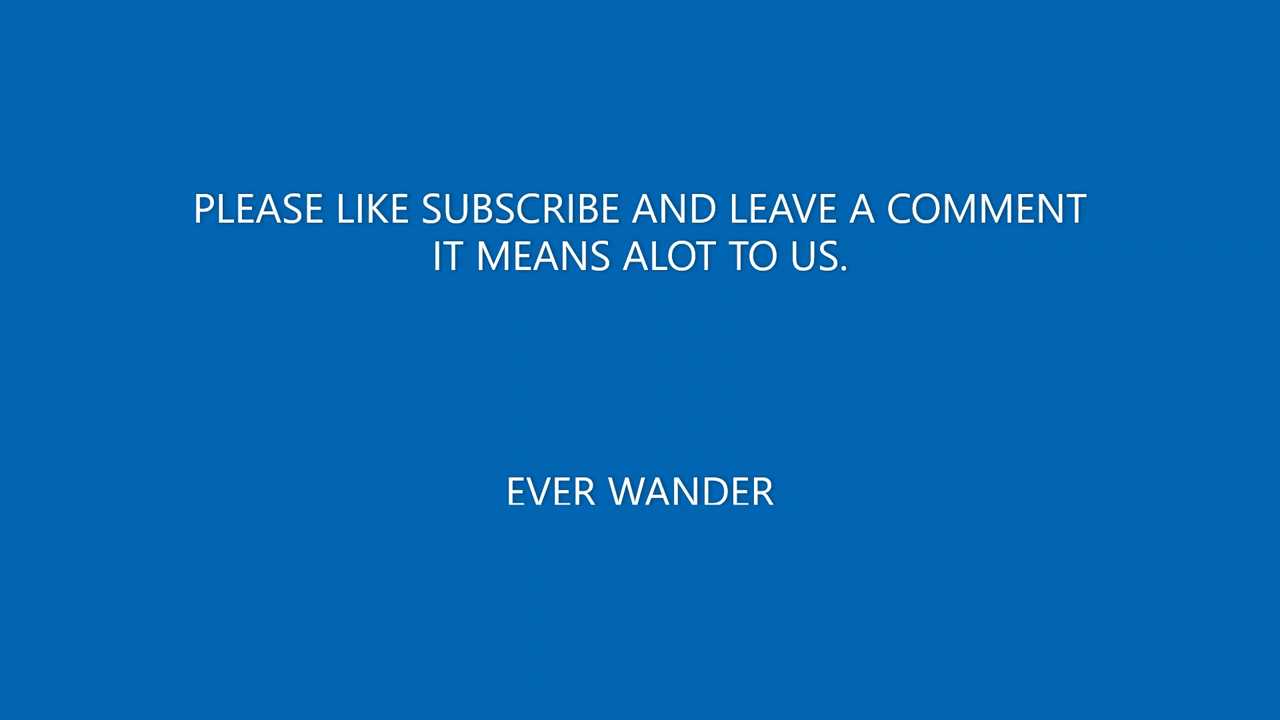 PLEASE LIKE SUBSCRIBE AND LEAVE A COMMENT
IT MEANS ALOT TO US.
EVER WANDER